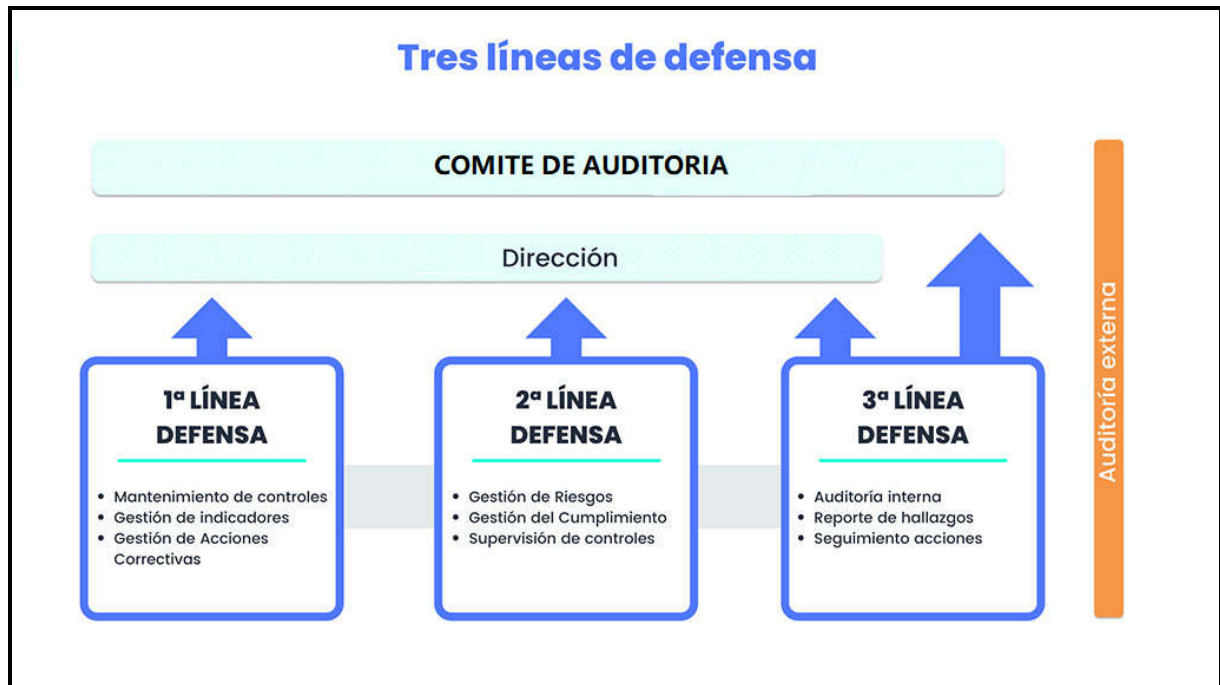 Tres líneas de defensa
COMITE DE AUDITORIA
Dirección
1ª LÍNEA
DEFENSA
• Mantenimiento de controles
• Gestión de indicadores
• Gestión de Acciones
Correctivas
2ª LÍNEA
DEFENSA
• Gestión de Riesgos
• Gestión del Cumplimiento
• Supervisión de controles
3ª LÍNEA
DEFENSA
• Auditoría interna
• Reporte de hallazgos
• Seguimiento acciones
Auditoría externa